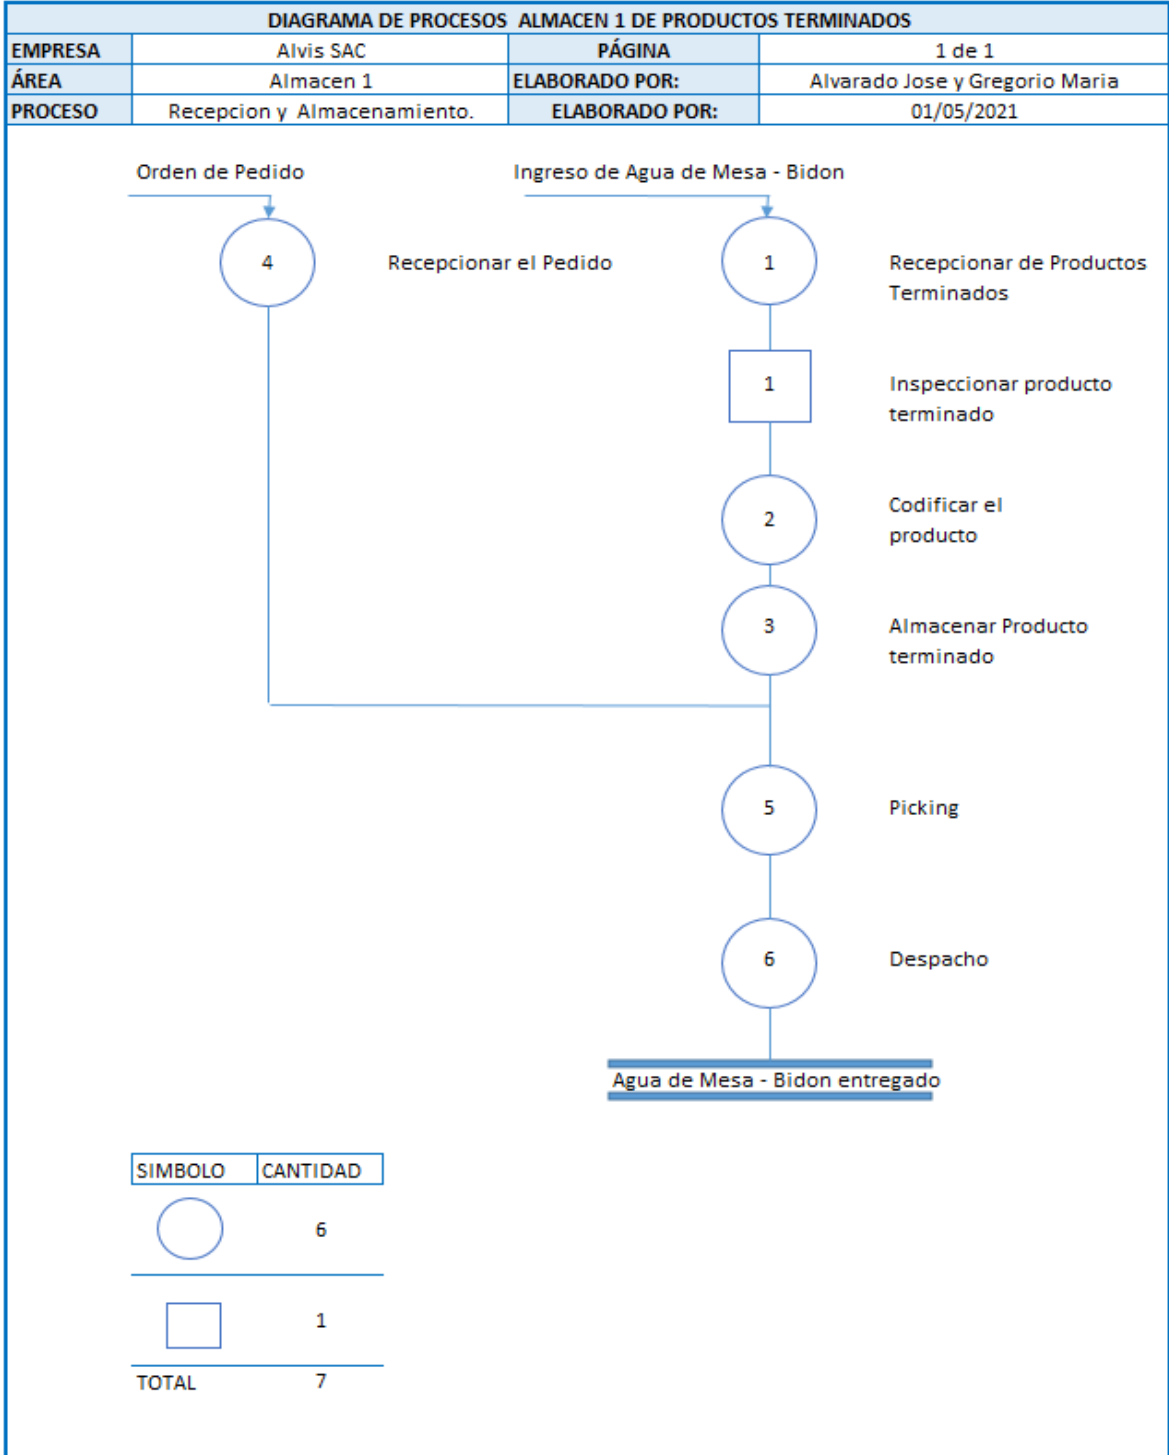 DIAGRAMA DE PROCESOS ALMACEN 1 DE PRODUCTOS TERMINADOS
EMPRESA Alvis SAC PÁGINA 1 de 1
ÁREA Almacen 1 ELABORADO POR: Alvarado Jose y Gregorio Maria
PROCESO Recepcion y Almacenamiento. ELABORADO POR: 01/05/2021
Orden de Pedido Ingreso de Agua de Mesa - Bidon
4 Recepcionar el Pedido 1 Recepcionar de Productos
Terminados
1 Inspeccionar producto
terminado
2 Codificar el
producto
3 Almacenar Producto
terminado
5 Picking
6 Despacho
Agua de Mesa - Bidon entregado
SIMBOLO CANTIDAD
6
1
TOTAL 7